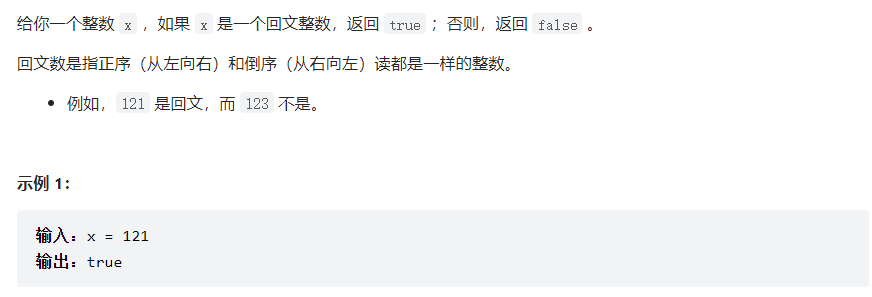 给你一个整数 x ，如果 x 是一个回文整数，返回 true ；否则，返回 false 。
回文数是指正序（从左向右）和倒序（从右向左）读都是一样的整数。
• 例如，121 是回文，而 123 不是。
示例 1：
输入：x = 121
输出：true